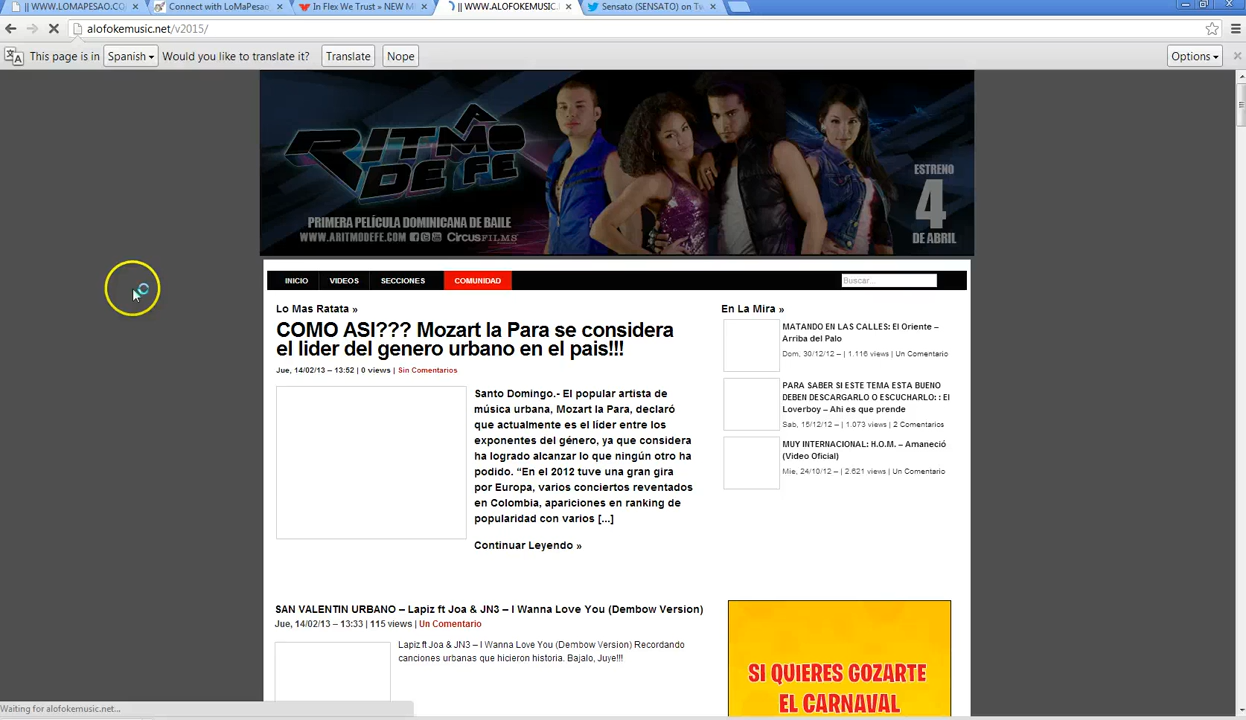 || WWW.LOMAPESAO.CO
Connect with LoMaPesao
In Flex We Trust » NEW M
|| WWW.ALOFOKEMUSIC.
Sensato (SENSATO) on Tw
alofokemusic.net/v2015/
This page is in Spanish Would you like to translate it? Translate Nope Options
RITMO
DE FE
PRIMERA PELÍCULA DOMINICANA DE BAILE
WWW.ARITMODEFE.COM CIRCUSFILMS
ESTRENO
4
DE ABRIL
INICIO VIDEOS SECCIONES COMUNIDAD Buscar...
Lo Mas Ratata »
COMO ASI??? Mozart la Para se considera
el lider del genero urbano en el pais!!!
Jue, 14/02/13 – 13:52 | 0 views | Sin Comentarios
Santo Domingo.- El popular artista de
música urbana, Mozart la Para, declaró
que actualmente es el líder entre los
exponentes del género, ya que considera
ha logrado alcanzar lo que ningún otro ha
podido. “En el 2012 tuve una gran gira
por Europa, varios conciertos reventados
en Colombia, apariciones en ranking de
popularidad con varios [...]
Continuar Leyendo »
En La Mira »
MATANDO EN LAS CALLES: El Oriente –
Arriba del Palo
Dom, 30/12/12 – | 1.116 views | Un Comentario
PARA SABER SI ESTE TEMA ESTA BUENO
DEBEN DESCARGARLO O ESCUCHARLO: : El
Loverboy – Ahi es que prende
Sab, 15/12/12 – | 1.073 views | 2 Comentarios
MUY INTERNACIONAL: H.O.M. – Amaneció
(Video Oficial)
Mie, 24/10/12 – | 2.621 views | Un Comentario
SAN VALENTIN URBANO – Lapiz ft Joa & JN3 – I Wanna Love You (Dembow Version)
Jue, 14/02/13 – 13:33 | 115 views | Un Comentario
Lapiz ft Joa & JN3 – I Wanna Love You (Dembow Version) Recordando
canciones urbanas que hicieron historia. Bajalo, Juye!!!
SI QUIERES GOZARTE
EL CARNAVAL
Waiting for alofokemusic.net...